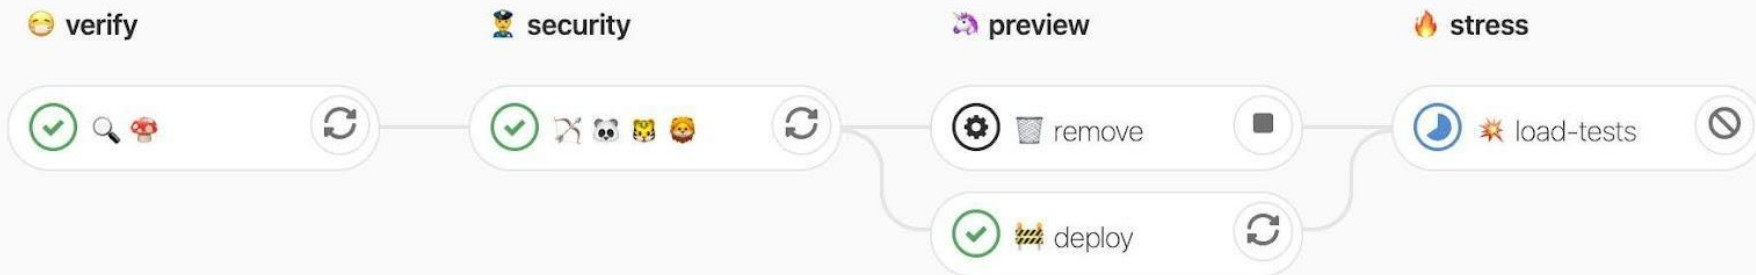 😷 verify
👮 security
🦄 preview
🔥 stress
🔍 🍄
🏹 🐼 🐯 🦁
🗑️ remove
💥 load-tests
🚧 deploy